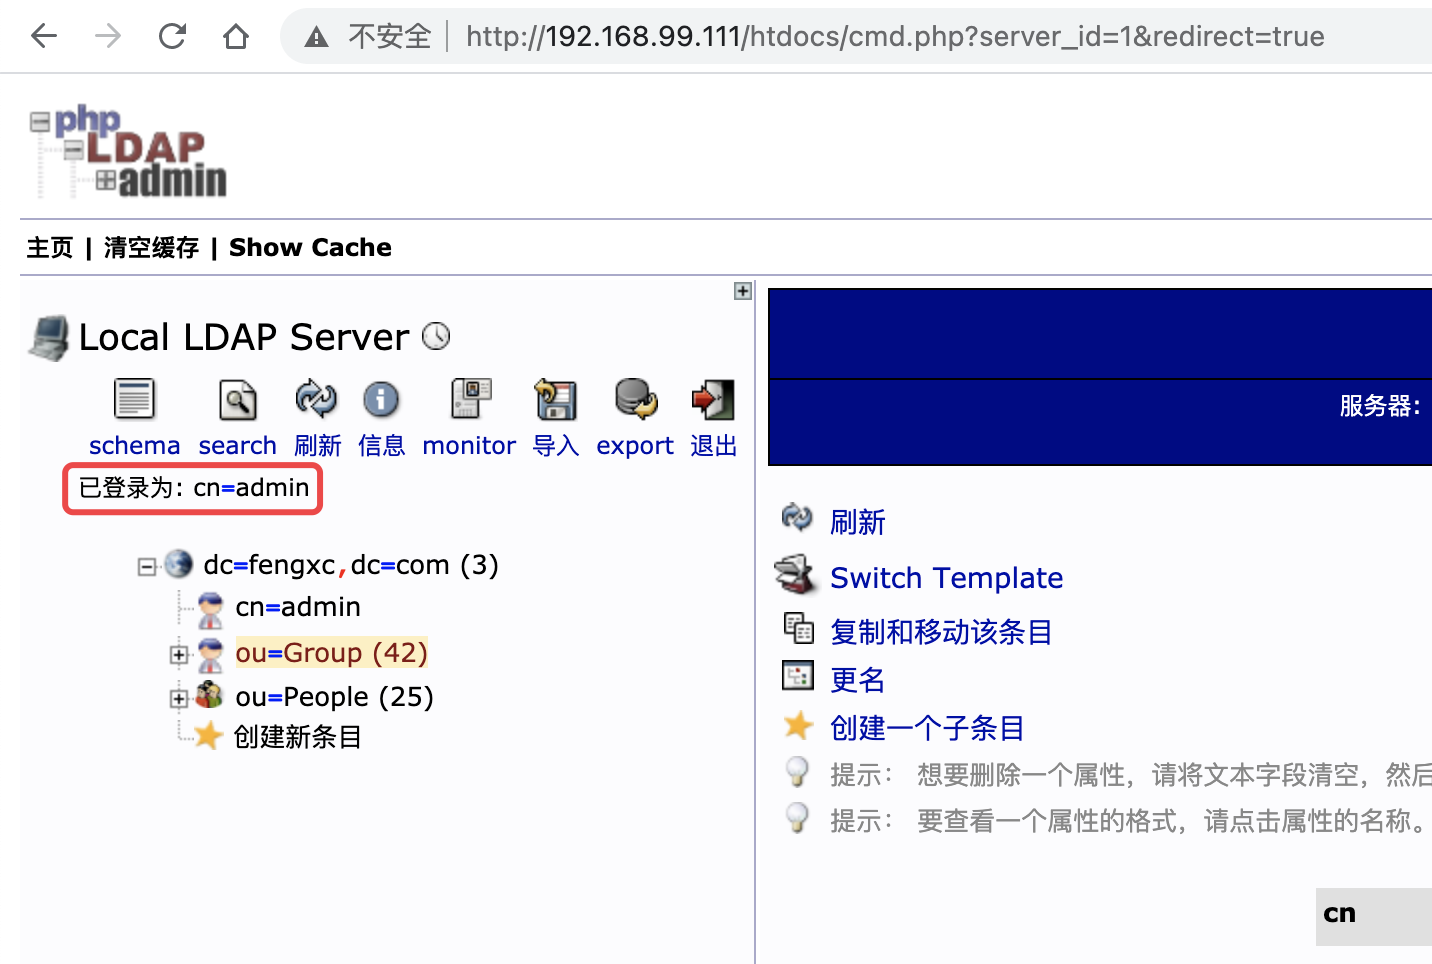 不安全 http://192.168.99.111/htdocs/cmd.php?server_id=1&redirect=true
php
LDAP
admin
主页 | 清空缓存 | Show Cache
Local LDAP Server
schema search 刷新 信息 monitor 导入 export 退出
已登录为: cn=admin
dc=fengxc,dc=com (3)
cn=admin
ou=Group (42)
ou=People (25)
创建新条目
服务器:
刷新
Switch Template
复制和移动该条目
更名
创建一个子条目
提示： 想要删除一个属性，请将文本字段清空，然后
提示： 要查看一个属性的格式，请点击属性的名称。
cn